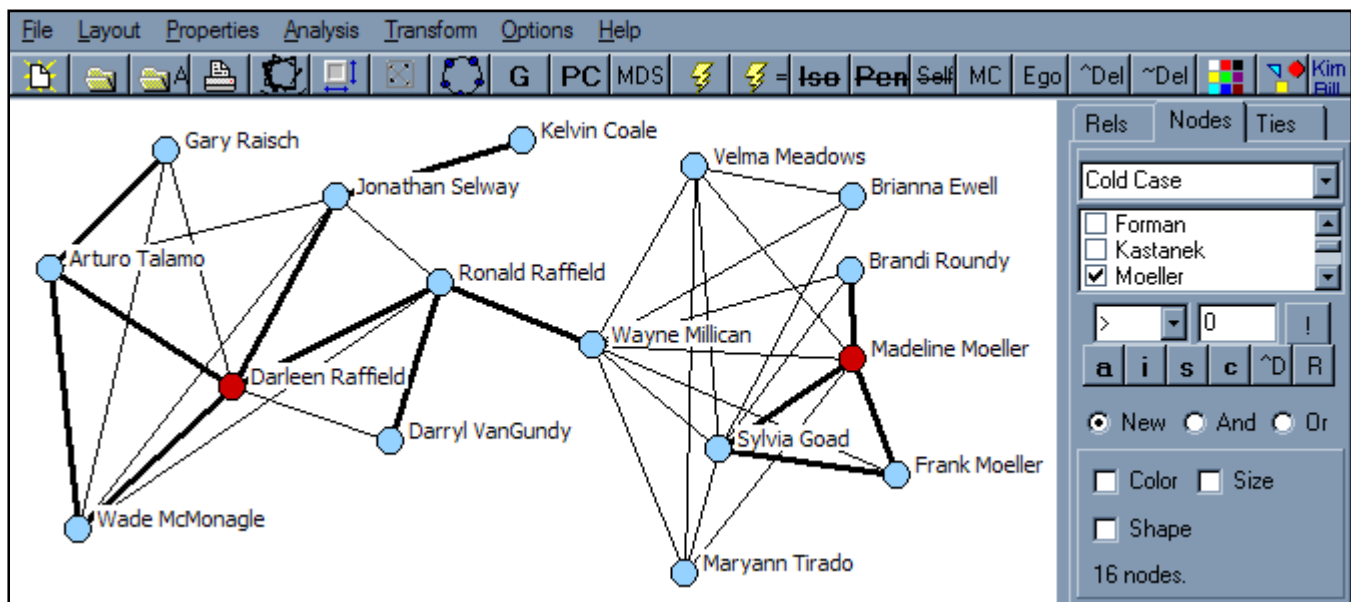 File Layout Properties Analysis Transform Options Help
A G PC MDS = Iso Pen Self MC Ego ^Del ~Del Kim
Bill
Rels Nodes Ties
Cold Case
Forman
Kastanek
Moeller
> 0 !
a i s c ^D R
New And Or
Color Size
Shape
16 nodes.
Kelvin Coale
Gary Raisch
Velma Meadows
Jonathan Selway
Brianna Ewell
Arturo Talamo
Brandi Roundy
Ronald Raffield
Wayne Millican
Madeline Moeller
Darleen Raffield
Darryl VanGundy
Sylvia Goad
Frank Moeller
Wade McMonagle
Maryann Tirado